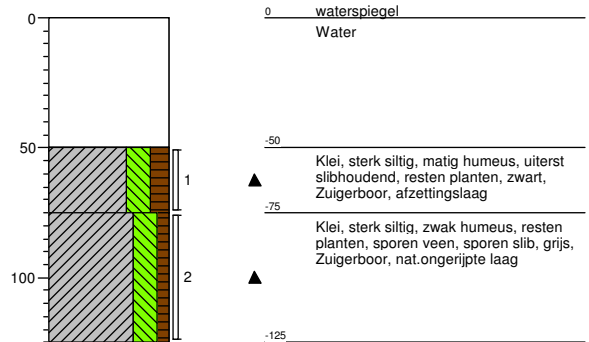 0
0 waterspiegel
Water
50
-50
1
Klei, sterk siltig, matig humeus, uiterst
slibhoudend, resten planten, zwart,
Zuigerboor, afzettingslaag
-75
2
Klei, sterk siltig, zwak humeus, resten
planten, sporen veen, sporen slib, grijs,
Zuigerboor, nat.ongerijpte laag
100
-125